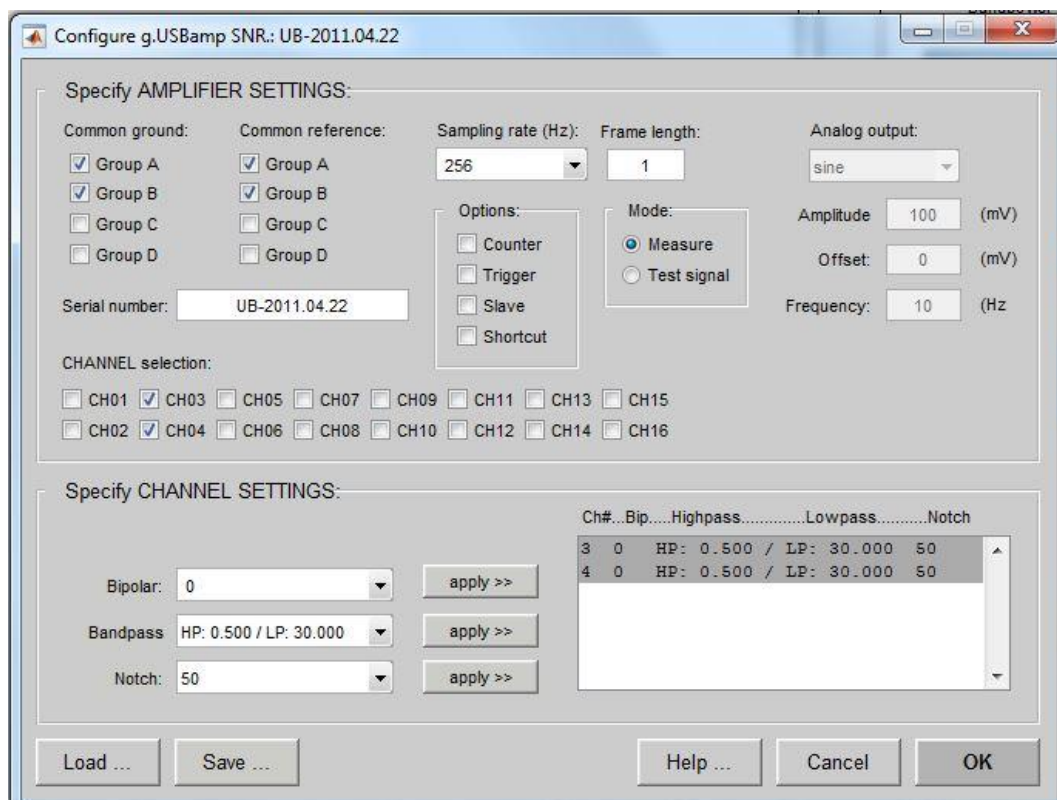 Configure g.USBamp SNR.: UB-2011.04.22
Specify AMPLIFIER SETTINGS:
Common ground: Common reference: Sampling rate (Hz): Frame length: Analog output:
Group A Group A 256 1 sine
Group B Group B
Options: Mode: Amplitude 100 (mV)
Group C Group C
Counter Measure
Group D Group D Offset: 0 (mV)
Trigger Test signal
Serial number: UB-2011.04.22 Slave Frequency: 10 (Hz
Shortcut
CHANNEL selection:
CH01 CH03 CH05 CH07 CH09 CH11 CH13 CH15
CH02 CH04 CH06 CH08 CH10 CH12 CH14 CH16
Specify CHANNEL SETTINGS:
Ch#...Bip.....Highpass.............Lowpass...........Notch
3 0 HP: 0.500 / LP: 30.000 50
4 0 HP: 0.500 / LP: 30.000 50
Bipolar: 0 apply >>
Bandpass HP: 0.500 / LP: 30.000 apply >>
Notch: 50 apply >>
Load ... Save ... Help ... Cancel OK